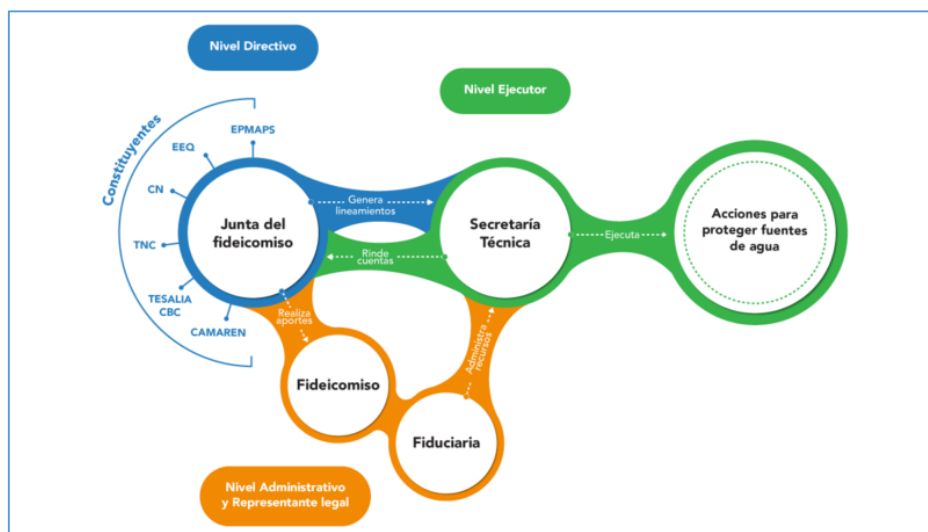 Nivel Directivo
Nivel Ejecutor
Constituyentes
EPMAPS
EEQ
CN
TNC
TESALIA
CBC
CAMAREN
Junta del
fideicomiso
Genera
lineamientos
Rinde
cuentas
Secretaría
Técnica
Ejecuta
Acciones para
proteger fuentes
de agua
Realiza
aportes
Administra
recursos
Fideicomiso
Fiduciaria
Nivel Administrativo
y Representante legal